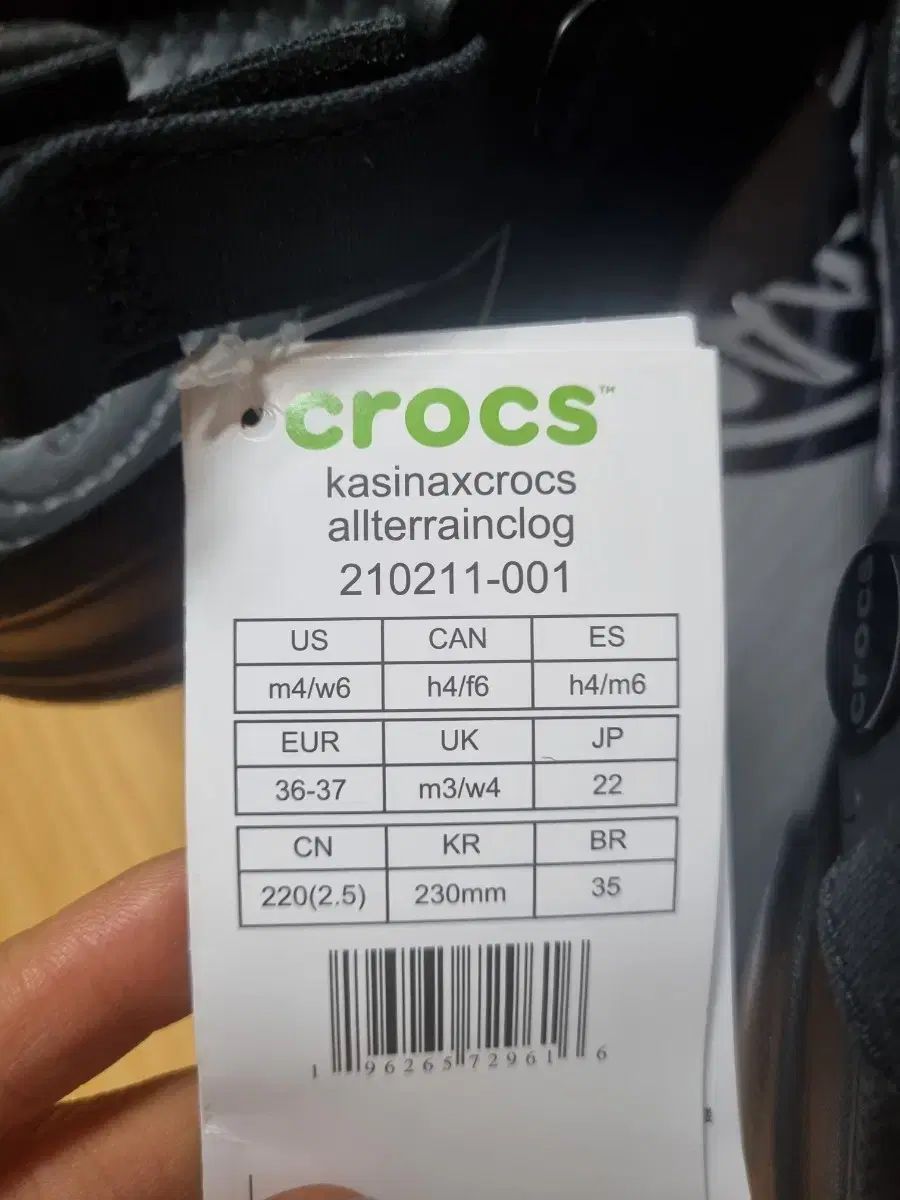 crocs™
kasinaxcrocs
allterrainclog
210211-001
US CAN ES
m4/w6 h4/f6 h4/m6
EUR UK JP
36-37 m3/w4 22
CN KR BR
220(2.5) 230mm 35
1 96265 72961 6
crocs